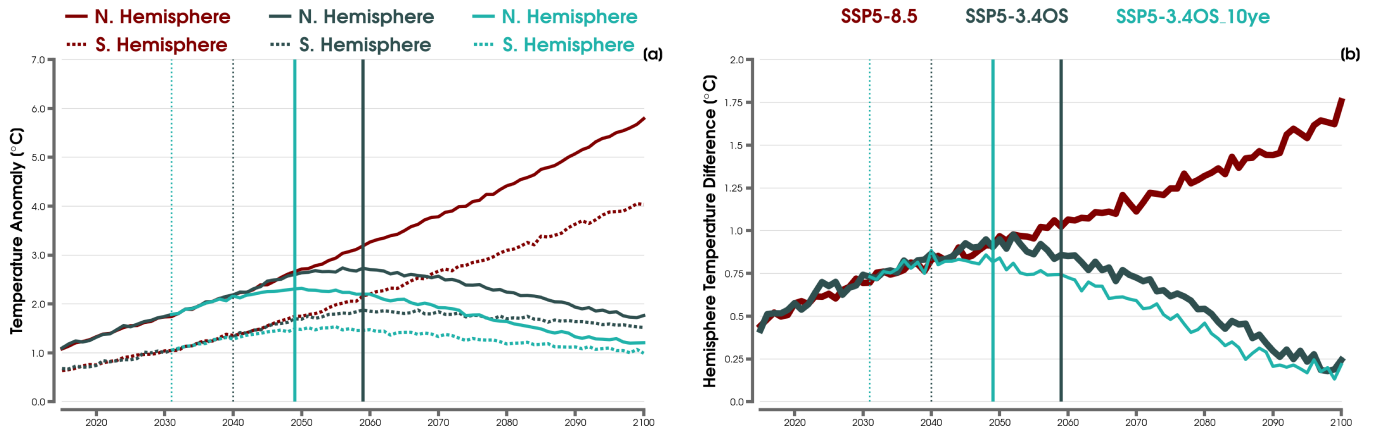 N. Hemisphere N. Hemisphere N. Hemisphere
S. Hemisphere S. Hemisphere S. Hemisphere
(a)
Temperature Anomaly (°C)
7.0
6.0
5.0
4.0
3.0
2.0
1.0
0.0
2020 2030 2040 2050 2060 2070 2080 2090 2100
SSP5-8.5 SSP5-3.4OS SSP5-3.4OS_10ye
(b)
Hemisphere Temperature Difference (°C)
2.0
1.75
1.5
1.25
1.0
0.75
0.5
0.25
0.0
2020 2030 2040 2050 2060 2070 2080 2090 2100